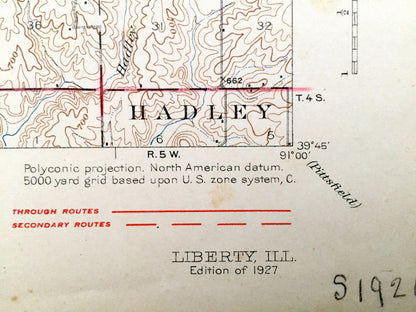 36
31
32
Hadley
662
T. 4 S.
HADLEY
1
6
5
39°45'
R. 5 W.
91°00'
(Pittsfield)
Polyconic projection. North American datum.
5000 yard grid based upon U.S. zone system, C.
THROUGH ROUTES
SECONDARY ROUTES
LIBERTY, ILL.
Edition of 1927